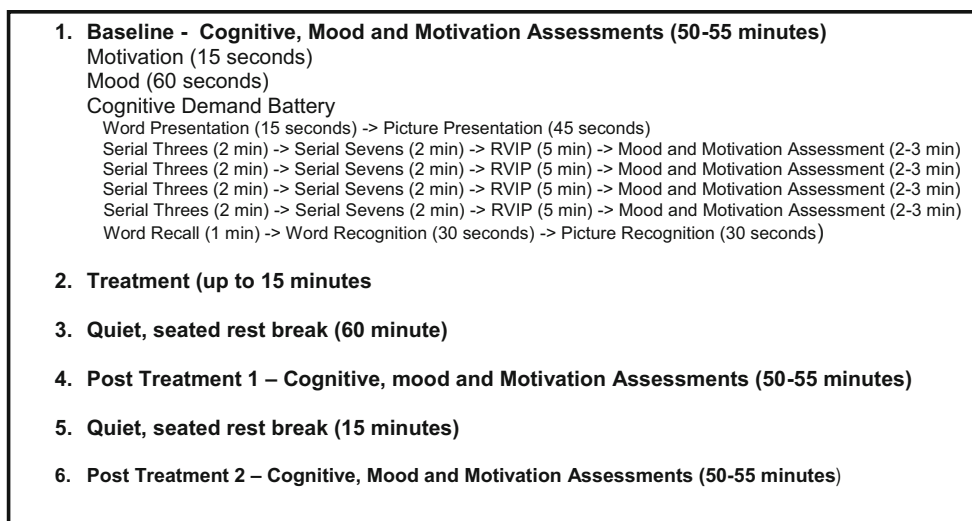 1. Baseline - Cognitive, Mood and Motivation Assessments (50-55 minutes)
Motivation (15 seconds)
Mood (60 seconds)
Cognitive Demand Battery
Word Presentation (15 seconds) -> Picture Presentation (45 seconds)
Serial Threes (2 min) -> Serial Sevens (2 min) -> RVIP (5 min) -> Mood and Motivation Assessment (2-3 min)
Serial Threes (2 min) -> Serial Sevens (2 min) -> RVIP (5 min) -> Mood and Motivation Assessment (2-3 min)
Serial Threes (2 min) -> Serial Sevens (2 min) -> RVIP (5 min) -> Mood and Motivation Assessment (2-3 min)
Serial Threes (2 min) -> Serial Sevens (2 min) -> RVIP (5 min) -> Mood and Motivation Assessment (2-3 min)
Word Recall (1 min) -> Word Recognition (30 seconds) -> Picture Recognition (30 seconds)
2. Treatment (up to 15 minutes
3. Quiet, seated rest break (60 minute)
4. Post Treatment 1 – Cognitive, mood and Motivation Assessments (50-55 minutes)
5. Quiet, seated rest break (15 minutes)
6. Post Treatment 2 – Cognitive, Mood and Motivation Assessments (50-55 minutes)